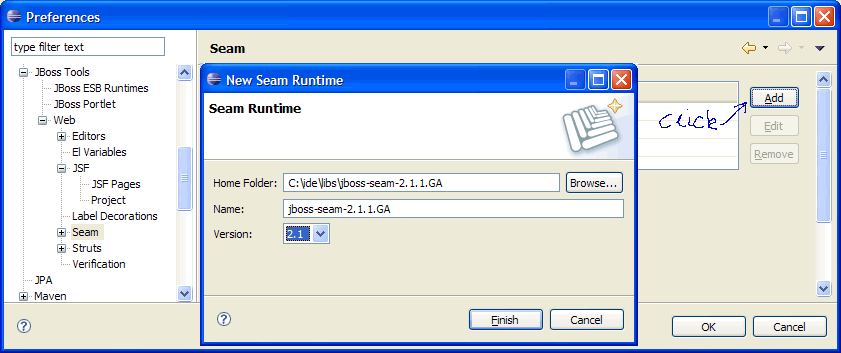 Preferences
type filter text
Seam
JBoss Tools
JBoss ESB Runtimes
JBoss Portlet
Web
Editors
El Variables
JSF
JSF Pages
Project
Label Decorations
Seam
Struts
Verification
JPA
Maven
New Seam Runtime
Seam Runtime
Home Folder: C:\ide\libs\jboss-seam-2.1.1.GA Browse...
Name: jboss-seam-2.1.1.GA
Version: 2.1
Finish Cancel
click
Add
Edit
Remove
OK Cancel